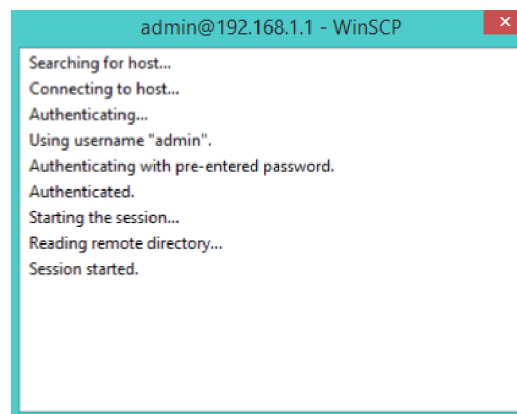 admin@192.168.1.1 - WinSCP
Searching for host...
Connecting to host...
Authenticating...
Using username "admin".
Authenticating with pre-entered password.
Authenticated.
Starting the session...
Reading remote directory...
Session started.